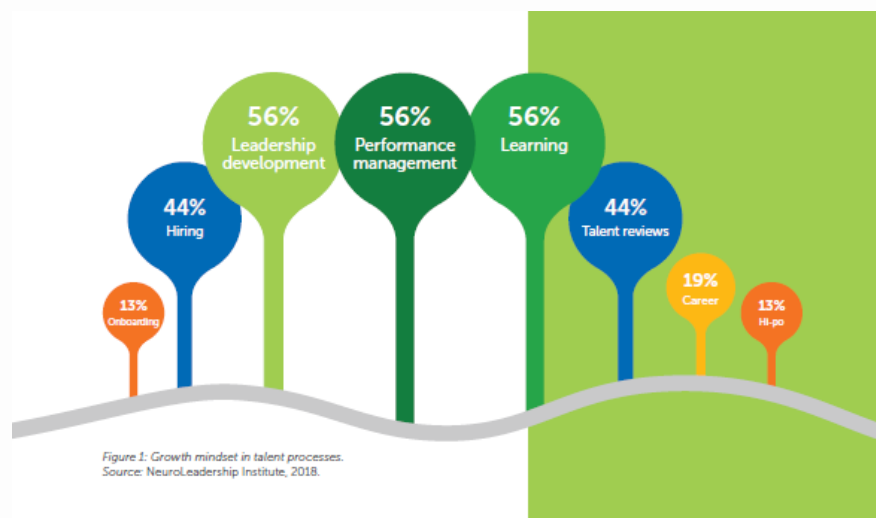 56%
Leadership
development
56%
Performance
management
56%
Learning
44%
Hiring
44%
Talent reviews
13%
Onboarding
19%
Career
13%
Hi-po
Figure 1: Growth mindset in talent processes.
Source: NeuroLeadership Institute, 2018.